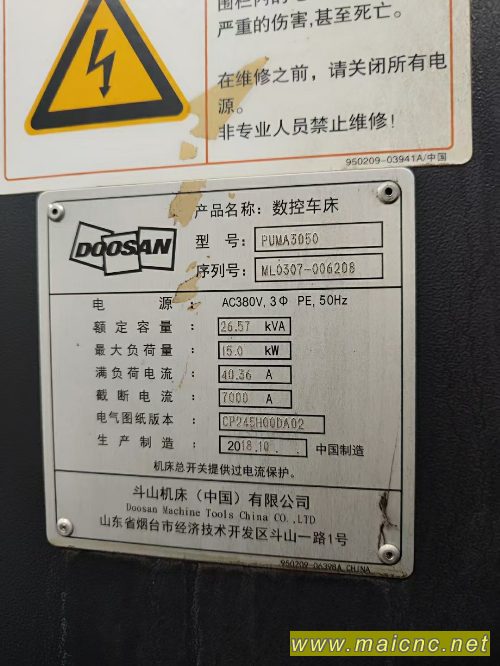 严重的伤害,甚至死亡。
在维修之前，请关闭所有电
源。
非专业人员禁止维修!
950209-03941A/中国
DOOSAN
产品名称: 数控车床
型 号: PUMA3050
序列号: ML0307-006208
电 源 : AC380V, 3Φ PE, 50Hz
额定容量 : 26.57 kVA
最大负荷量 : 15.0 kW
满负荷电流 : 40.36 A
截断电流 : 7000 A
电气图纸版本 : CP24SH00DA02
生产制造 : 2018.10. 中国制造
机床总开关提供过电流保护。
斗山机床（中国）有限公司
Doosan Machine Tools China CO.,LTD
山东省烟台市经济技术开发区斗山一路1号
950209-06398A,CHINA
www.maicnc.net